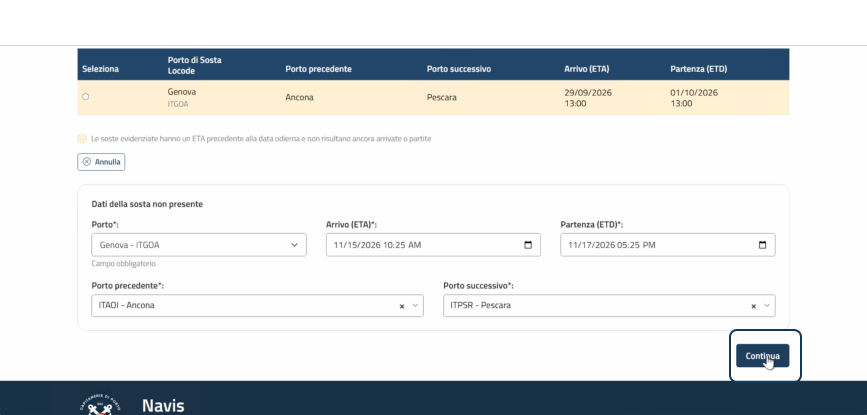 Seleziona Porto di Sosta Locode Porto precedente Porto successivo Arrivo (ETA) Partenza (ETD)
Genova ITGOA Ancona Pescara 29/09/2026 13:00 01/10/2026 13:00
Le soste evidenziate hanno un ETA precedente alla data odierna e non risultano ancora arrivate o partite
Annulla
Dati della sosta non presente
Porto*: Arrivo (ETA)*: Partenza (ETD)*:
Genova - ITGOA 11/15/2026 10:25 AM 11/17/2026 05:25 PM
Campo obbligatorio
Porto precedente*: Porto successivo*:
ITAOI - Ancona × ITPSR - Pescara ×
Continua
Navis